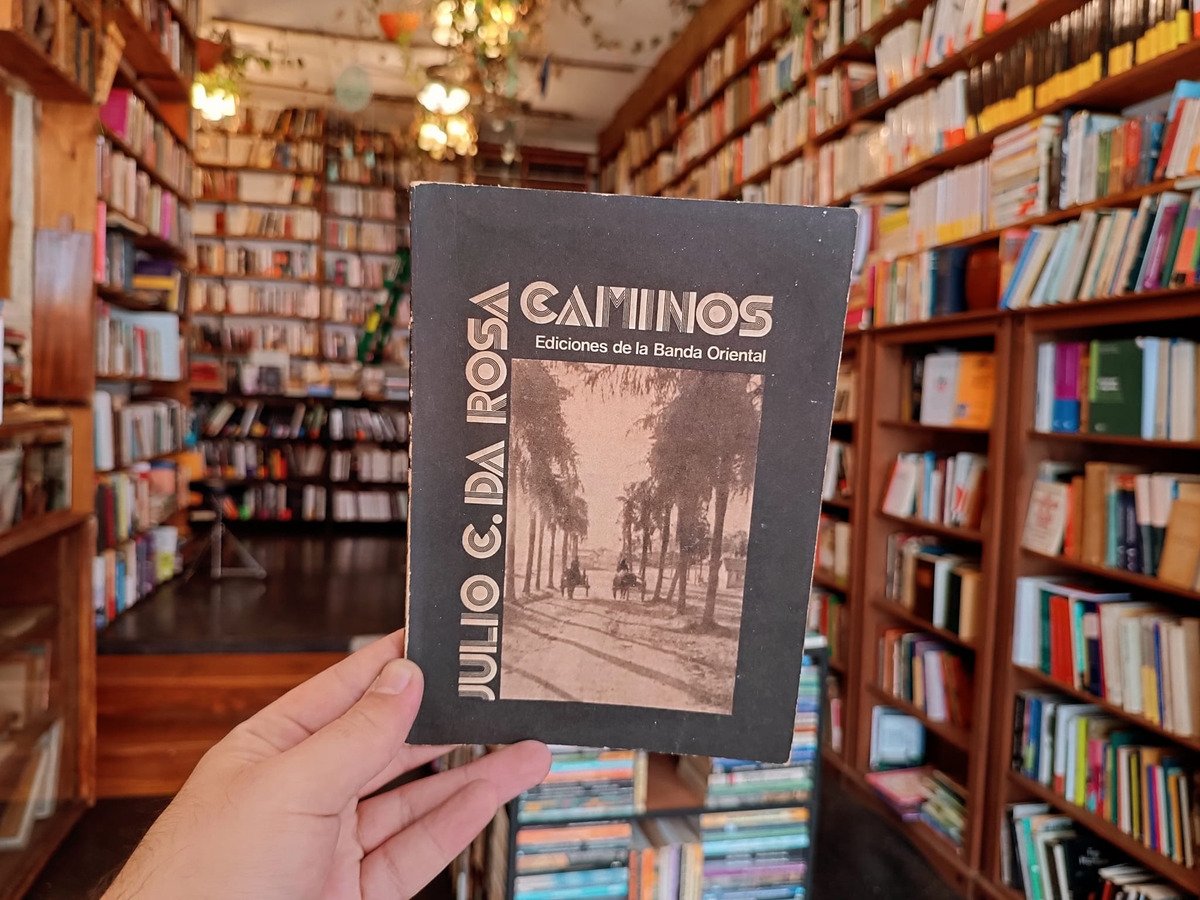 CAMINOS
Ediciones de la Banda Oriental
JULIO C. DA ROSA